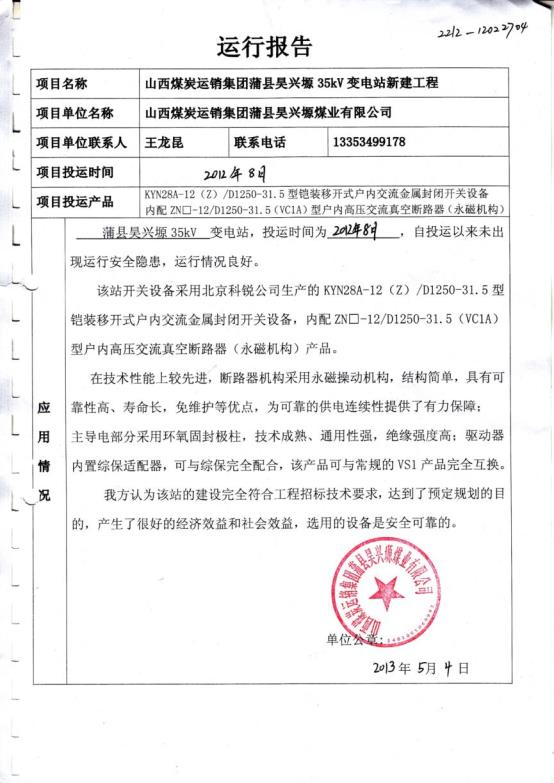 2212-12022704
运行报告
项目名称 山西煤炭运销集团蒲县昊兴塬 35kV 变电站新建工程
项目单位名称 山西煤炭运销集团蒲县昊兴塬煤业有限公司
项目单位联系人 王龙昆 联系电话 13353499178
项目投运时间 2012年8月
项目投运产品 KYN28A-12（Z）/D1250-31.5 型铠装移开式户内交流金属封闭开关设备
内配 ZN□-12/D1250-31.5（VC1A）型户内高压交流真空断路器（永磁机构）
应用情况
蒲县昊兴塬 35kV 变电站，投运时间为 2012年8月，自投运以来未出
现运行安全隐患，运行情况良好。
该站开关设备采用北京科锐公司生产的 KYN28A-12（Z）/D1250-31.5 型
铠装移开式户内交流金属封闭开关设备，内配 ZN□-12/D1250-31.5（VC1A）
型户内高压交流真空断路器（永磁机构）产品。
在技术性能上较先进，断路器机构采用永磁操动机构，结构简单，具有可
靠性高、寿命长，免维护等优点，为可靠的供电连续性提供了有力保障；
主导电部分采用环氧固封极柱，技术成熟、通用性强，绝缘强度高；驱动器
内置综保适配器，可与综保完全配合，该产品可与常规的 VS1 产品完全互换。
我方认为该站的建设完全符合工程招标技术要求，达到了预定规划的目
的，产生了很好的经济效益和社会效益，选用的设备是安全可靠的。
山西煤炭运销集团蒲县昊兴塬煤业有限公司
单位公章：
2013 年 5月 4 日